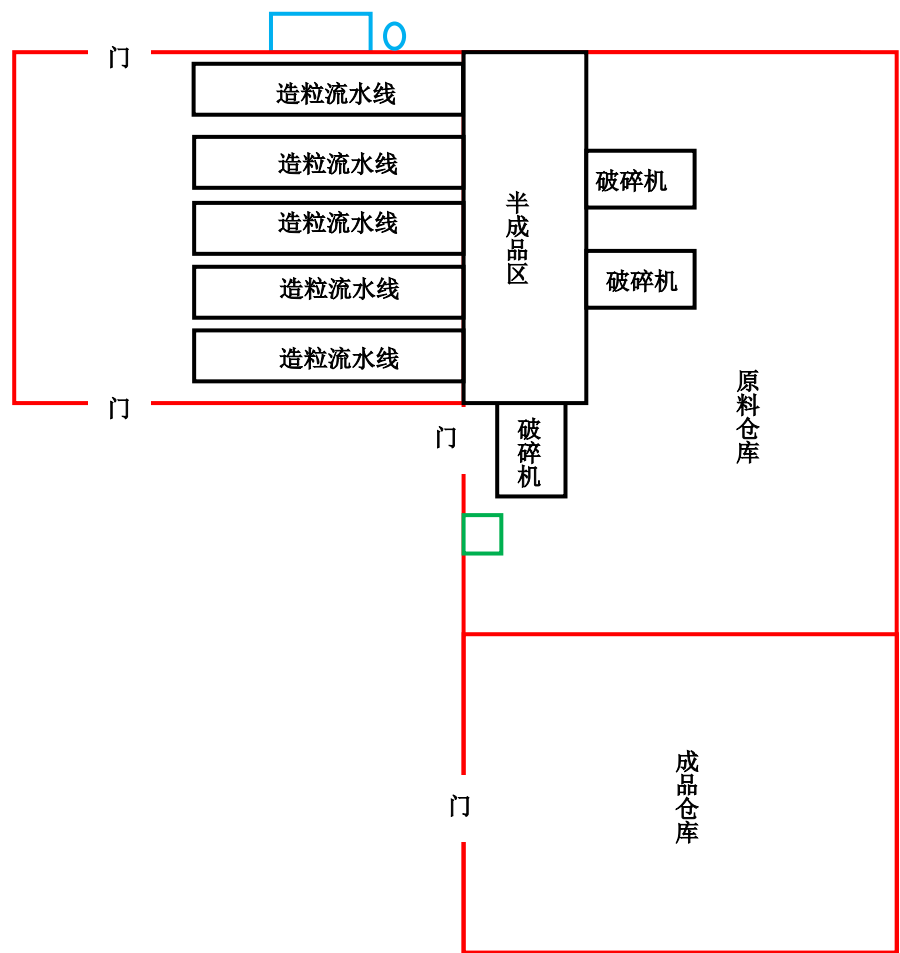 门
造粒流水线
造粒流水线
破碎机
半成品区
造粒流水线
破碎机
造粒流水线
造粒流水线
原料仓库
门
门
破碎机
成品仓库
门